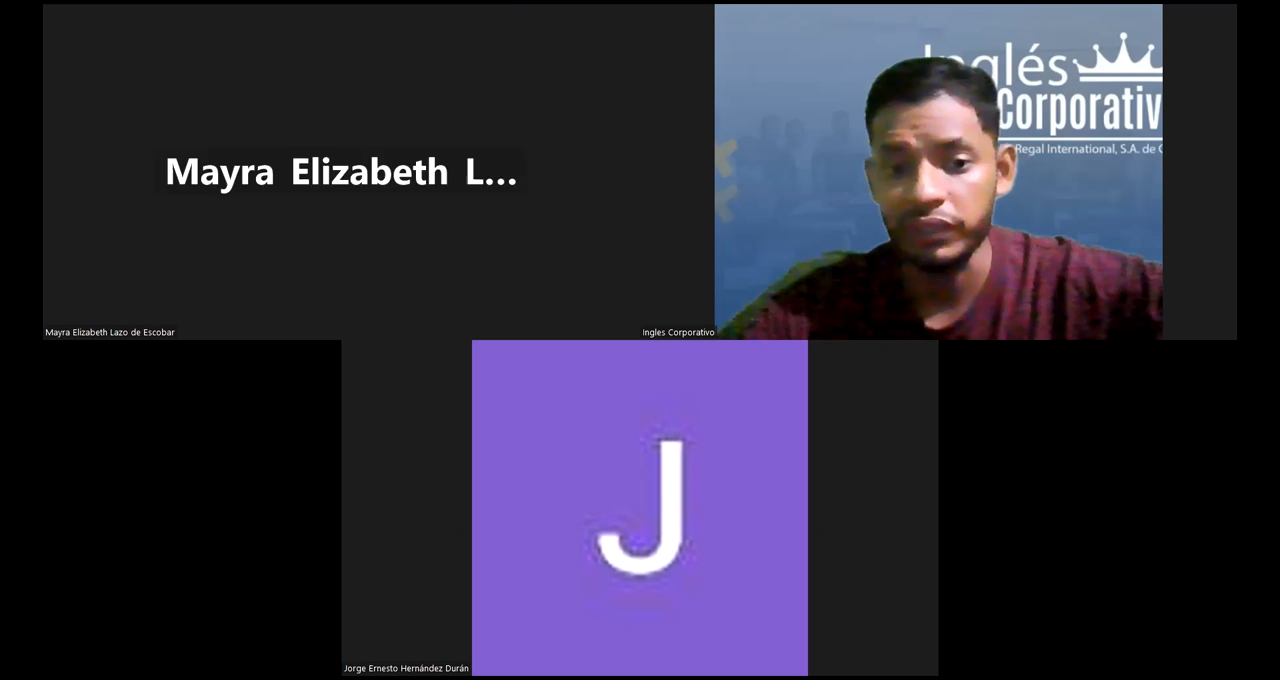 Mayra Elizabeth L...
Inglés
Corporativ
Regal International, S.A. de C
Mayra Elizabeth Lazo de Escobar
Ingles Corporativo
J
Jorge Ernesto Hernández Durán